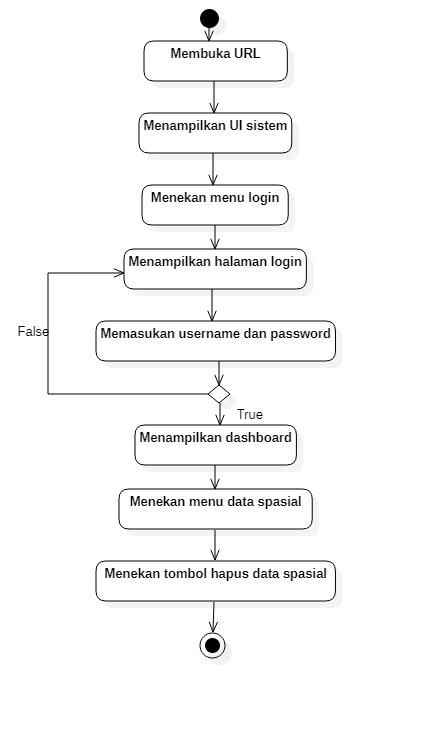 Membuka URL
Menampilkan UI sistem
Menekan menu login
Menampilkan halaman login
False
Memasukan username dan password
True
Menampilkan dashboard
Menekan menu data spasial
Menekan tombol hapus data spasial